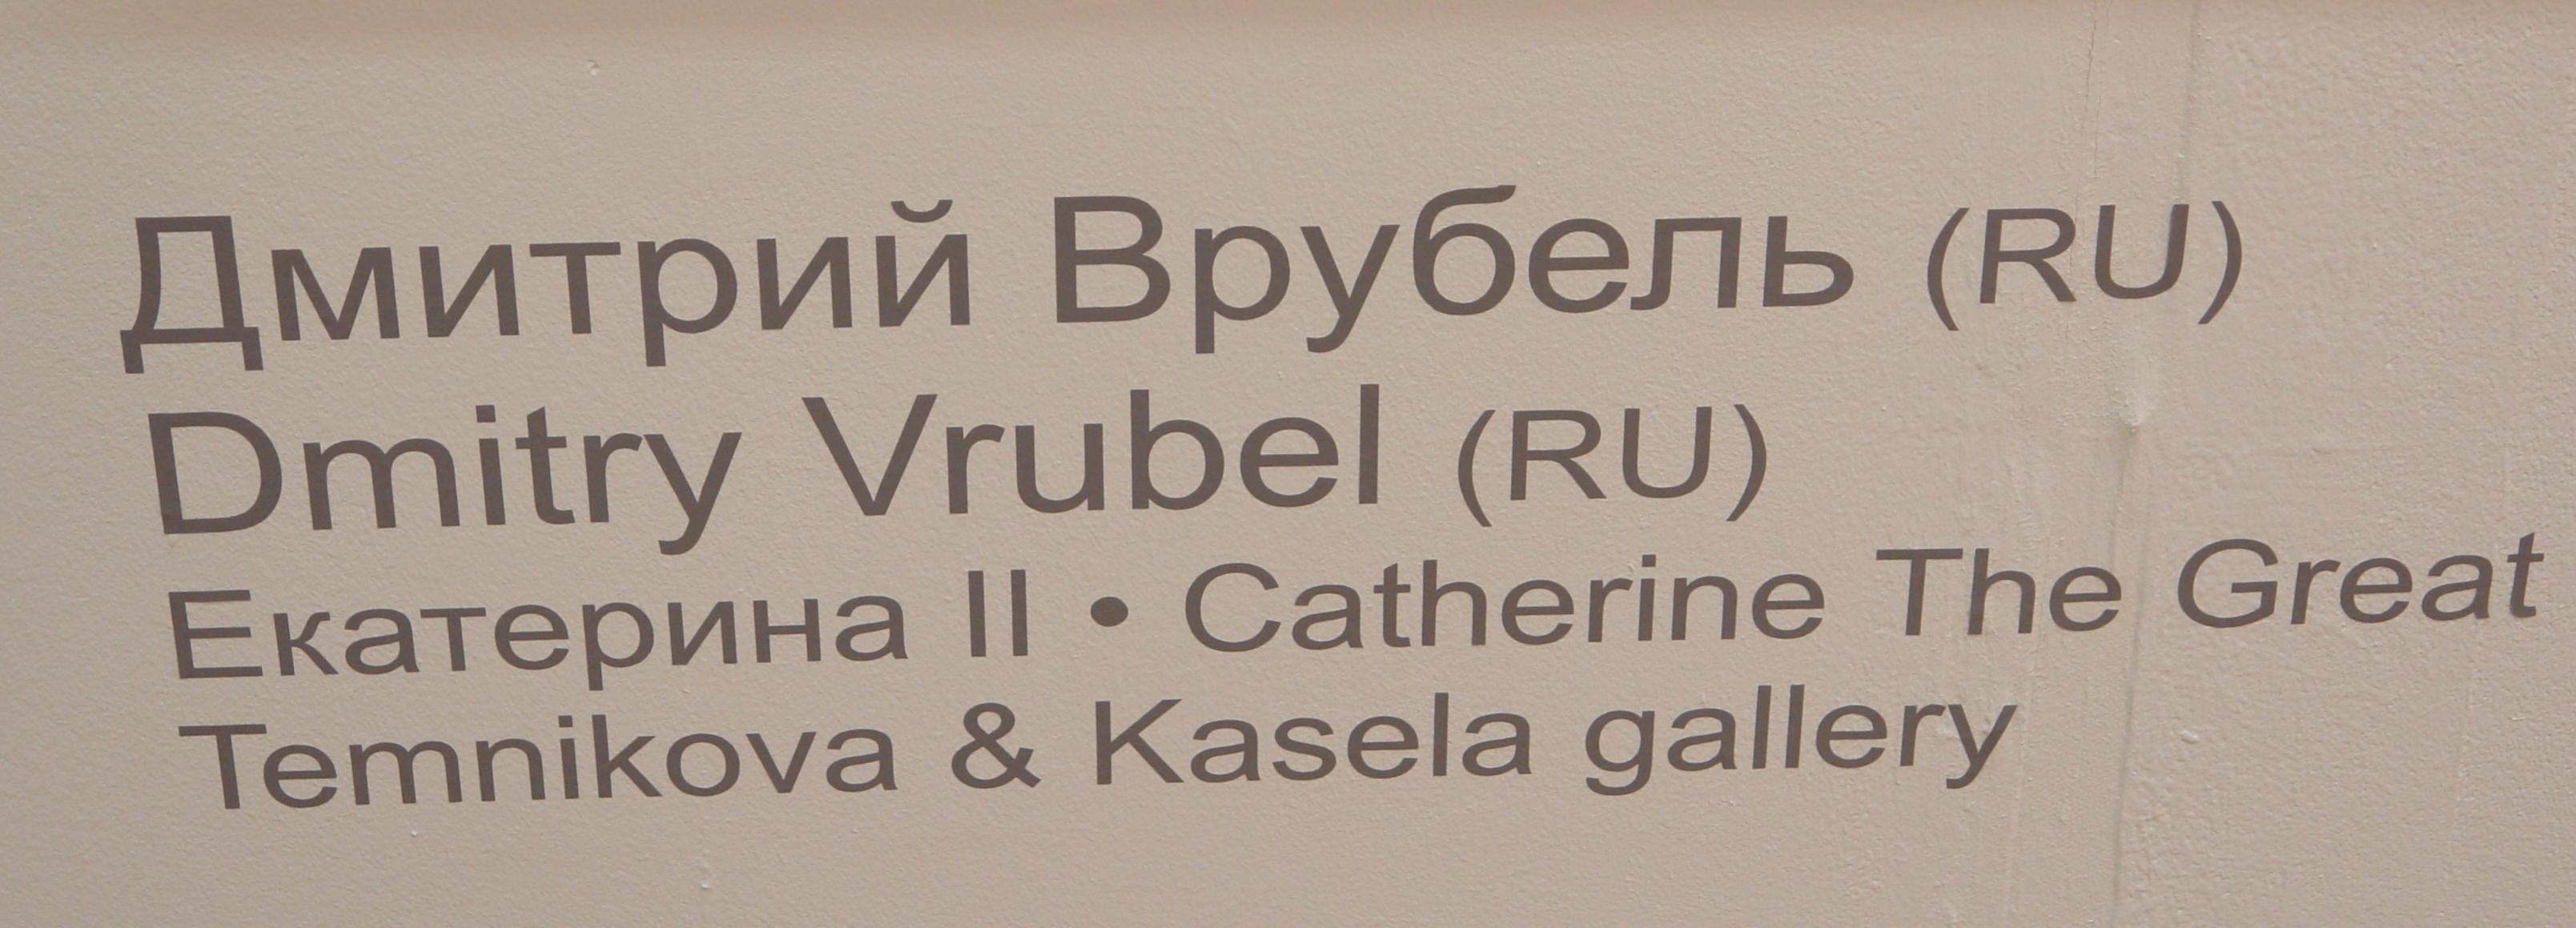 Дмитрий Врубель (RU)
Dmitry Vrubel (RU)
Екатерина II • Catherine The Great
Temnikova & Kasela gallery